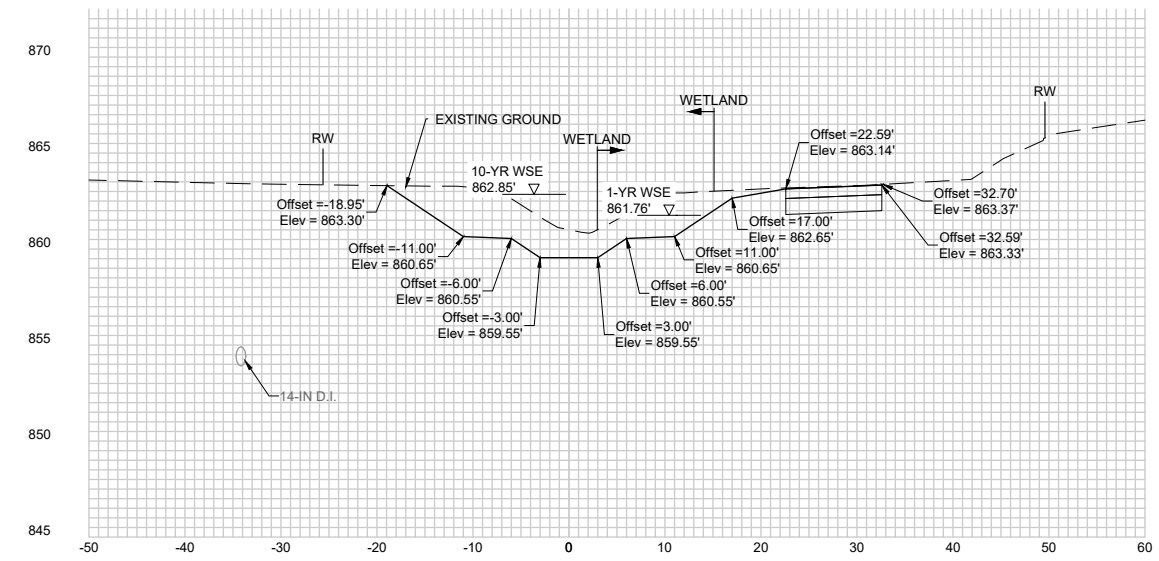 870
865
860
855
850
845
RW
EXISTING GROUND
WETLAND
WETLAND
RW
10-YR WSE
862.85'
1-YR WSE
861.76'
Offset =22.59'
Elev = 863.14'
Offset =-18.95'
Elev = 863.30'
Offset =32.70'
Elev = 863.37'
Offset =17.00'
Elev = 862.65'
Offset =32.59'
Elev = 863.33'
Offset =-11.00'
Elev = 860.65'
Offset =11.00'
Elev = 860.65'
Offset =-6.00'
Elev = 860.55'
Offset =6.00'
Elev = 860.55'
Offset =-3.00'
Elev = 859.55'
Offset =3.00'
Elev = 859.55'
14-IN D.I.
-50
-40
-30
-20
-10
0
10
20
30
40
50
60